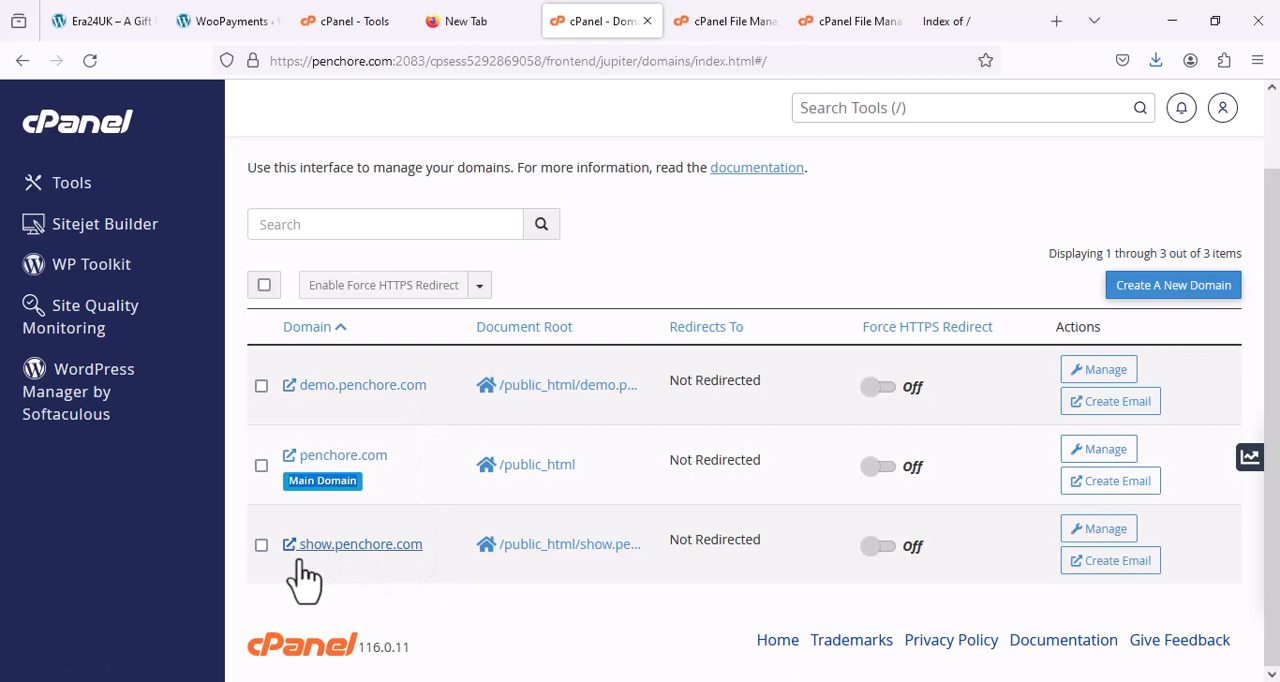 Era24UK – A Gift
WooPayments ‹
cPanel - Tools
New Tab
cPanel - Dom
cPanel File Mana
cPanel File Mana
Index of /
https://penchore.com:2083/cpsess5292869058/frontend/jupiter/domains/index.html#/
cPanel
Search Tools (/)
Tools
Sitejet Builder
WP Toolkit
Site Quality
Monitoring
WordPress
Manager by
Softaculous
Use this interface to manage your domains. For more information, read the documentation.
Search
Displaying 1 through 3 out of 3 items
Enable Force HTTPS Redirect
Create A New Domain
Domain Document Root Redirects To Force HTTPS Redirect Actions
demo.penchore.com /public_html/demo.p... Not Redirected Off Manage
Create Email
penchore.com /public_html Not Redirected Off Manage
Main Domain Create Email
show.penchore.com /public_html/show.pe... Not Redirected Off Manage
Create Email
cPanel 116.0.11 Home Trademarks Privacy Policy Documentation Give Feedback